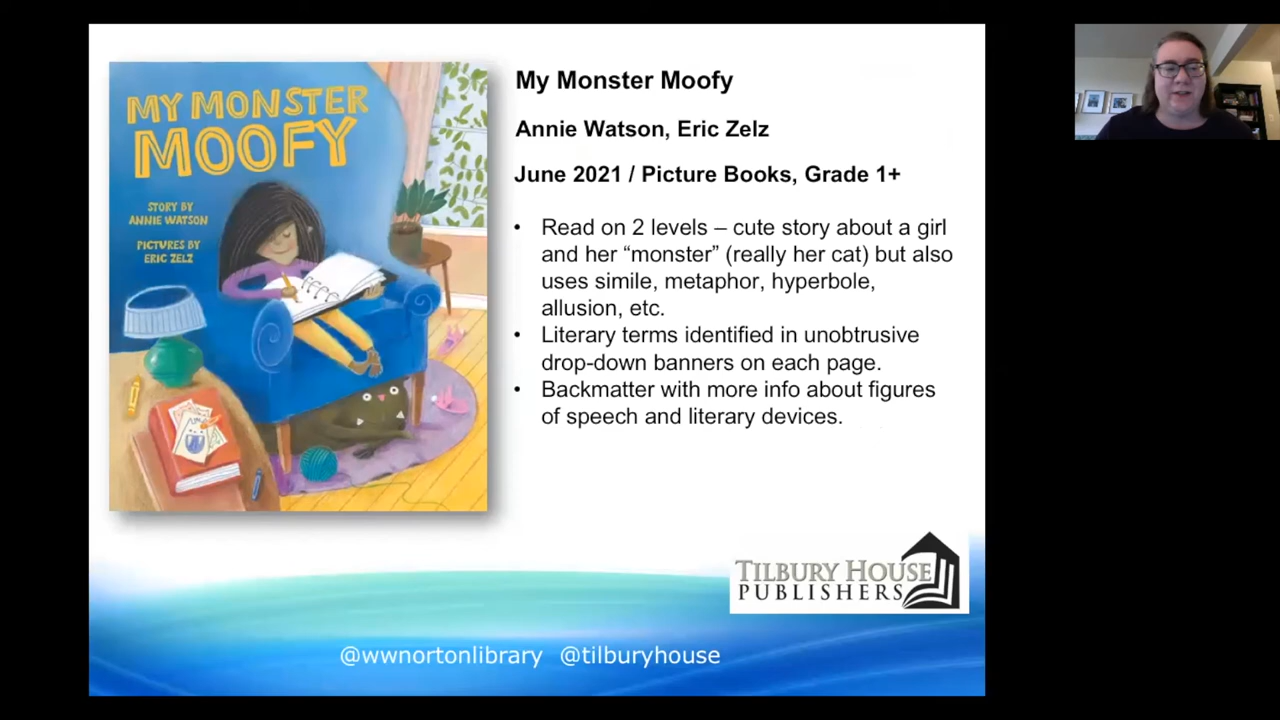 MY MONSTER
MOOFY
STORY BY
ANNIE WATSON
PICTURES BY
ERIC ZELZ
My Monster Moofy
Annie Watson, Eric Zelz
June 2021 / Picture Books, Grade 1+
• Read on 2 levels – cute story about a girl
and her “monster” (really her cat) but also
uses simile, metaphor, hyperbole,
allusion, etc.
• Literary terms identified in unobtrusive
drop-down banners on each page.
• Backmatter with more info about figures
of speech and literary devices.
TILBURY HOUSE
PUBLISHERS
@wwnortonlibrary @tilburyhouse